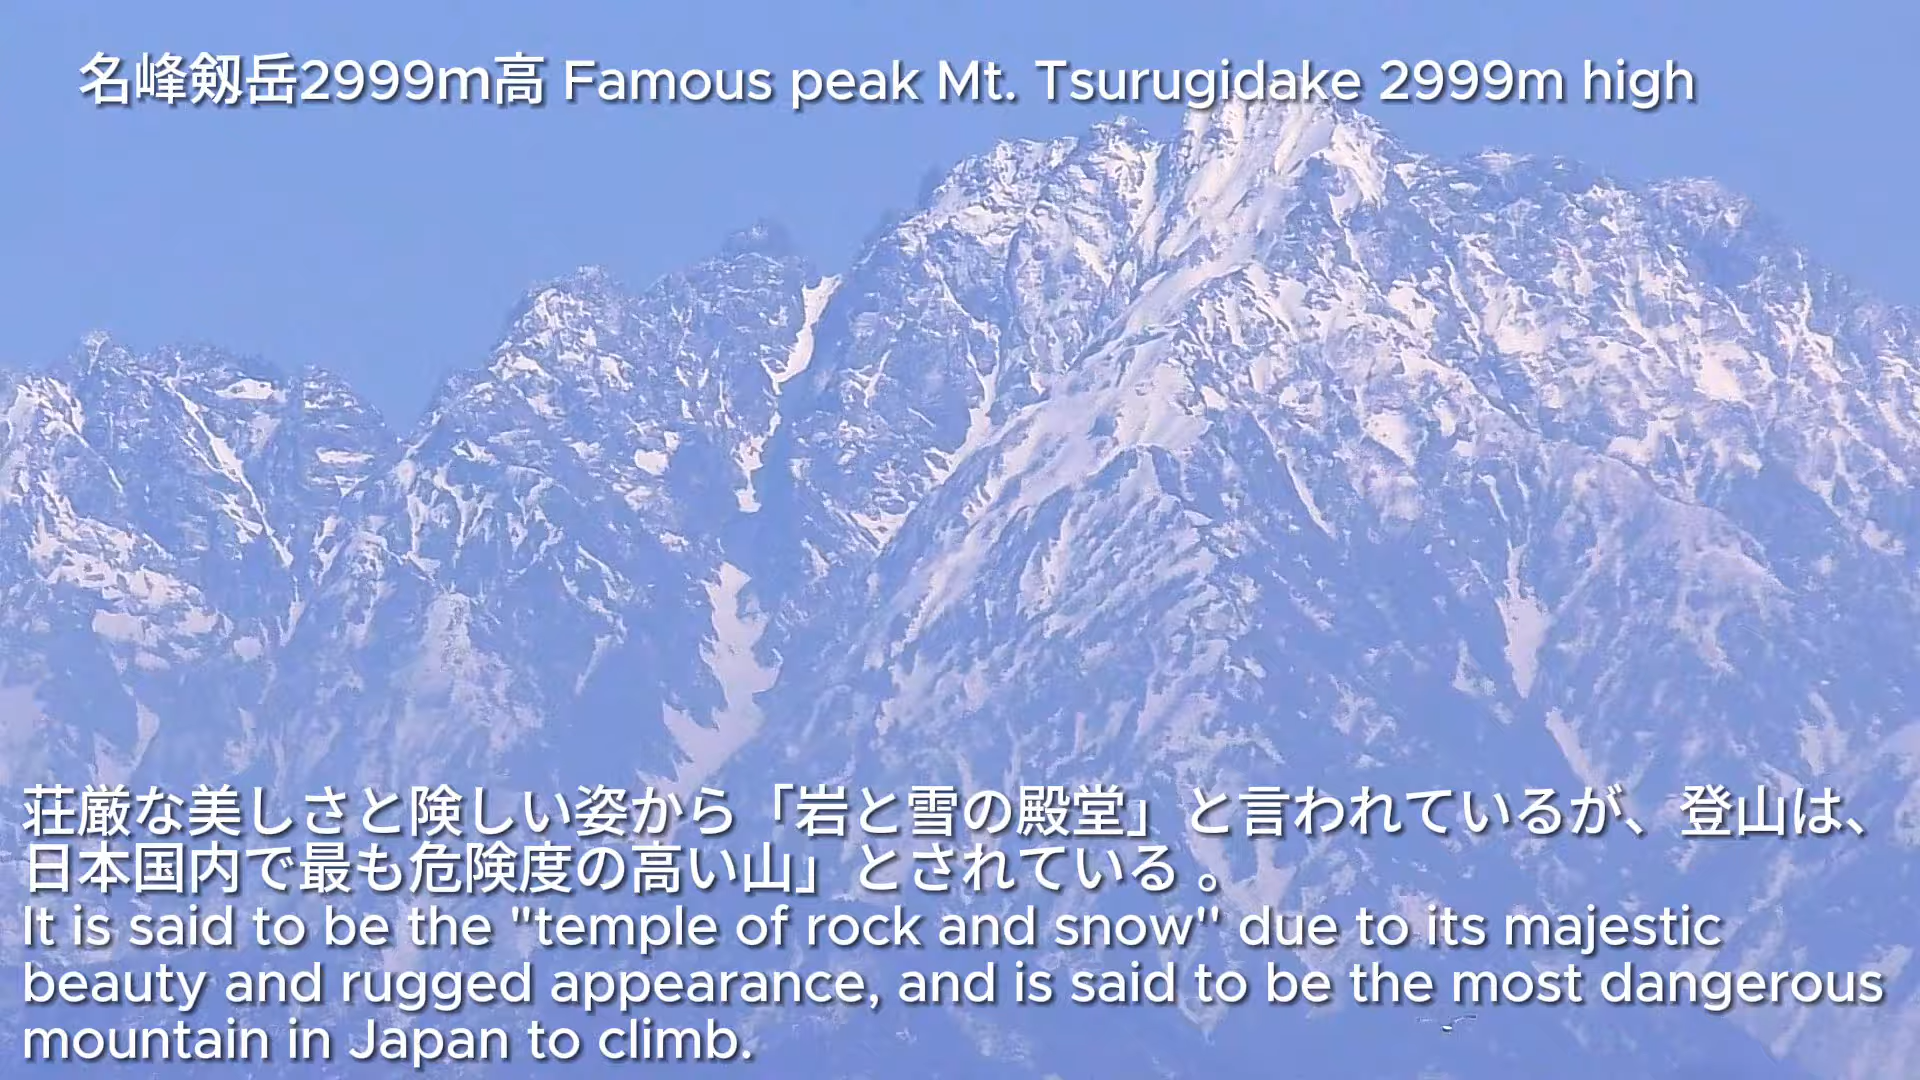 名峰剱岳2999m高 Famous peak Mt. Tsurugidake 2999m high
荘厳な美しさと険しい姿から「岩と雪の殿堂」と言われているが、登山は、
日本国内で最も危険度の高い山」とされている 。
It is said to be the "temple of rock and snow'' due to its majestic
beauty and rugged appearance, and is said to be the most dangerous
mountain in Japan to climb.